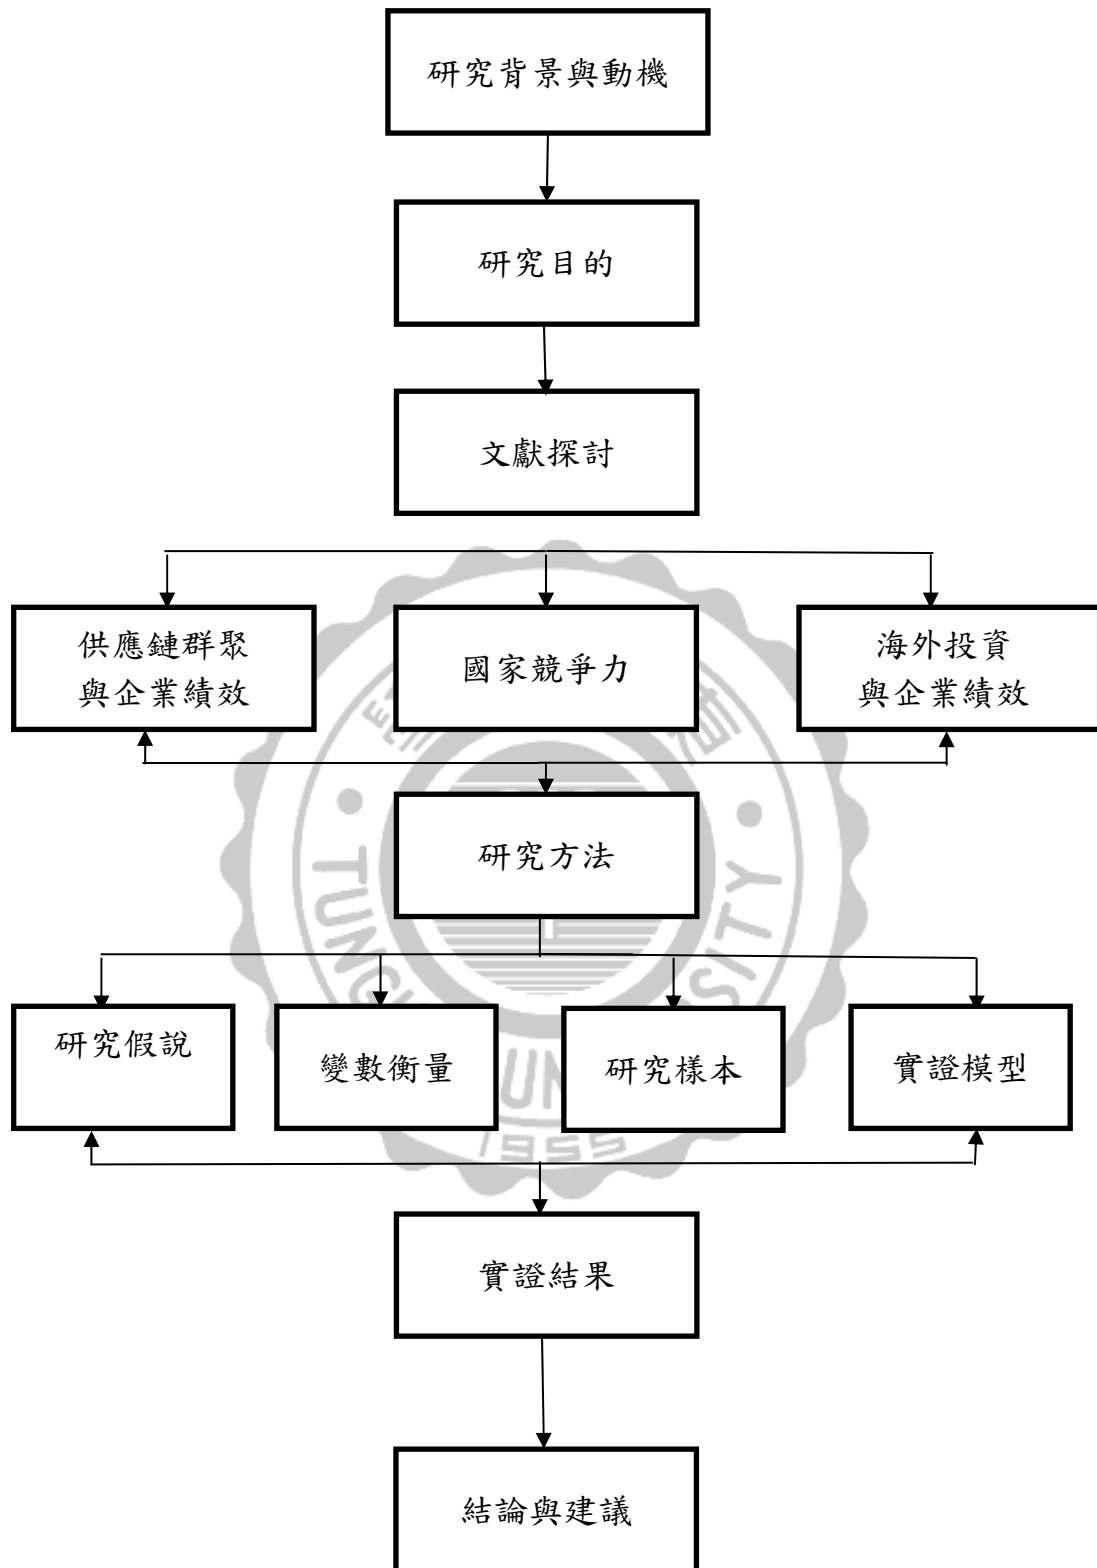 研究背景與動機
研究目的
文獻探討
供應鏈群聚
與企業績效
國家競爭力
海外投資
與企業績效
研究方法
研究假說
變數衡量
研究樣本
實證模型
實證結果
結論與建議
1955